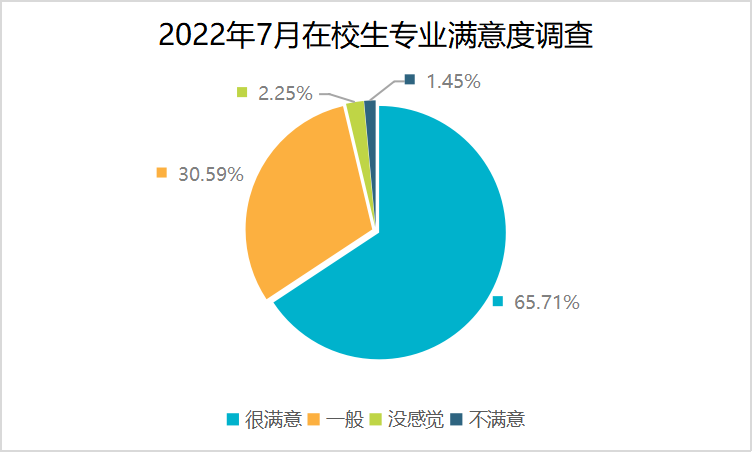 2022年7月在校生专业满意度调查
2.25%
1.45%
30.59%
65.71%
很满意 一般 没感觉 不满意